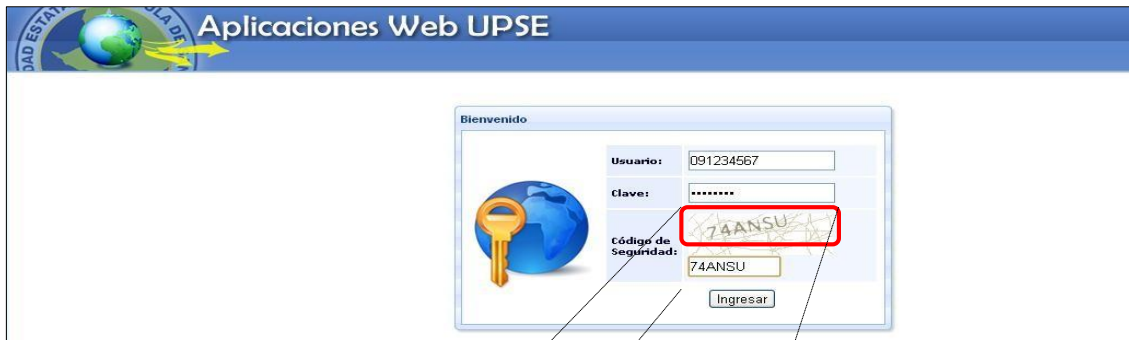 Aplicaciones Web UPSE
Bienvenido
Usuario: 091234567
Clave: ••••••••
74ANSU
Código de
Seguridad:
74ANSU
Ingresar